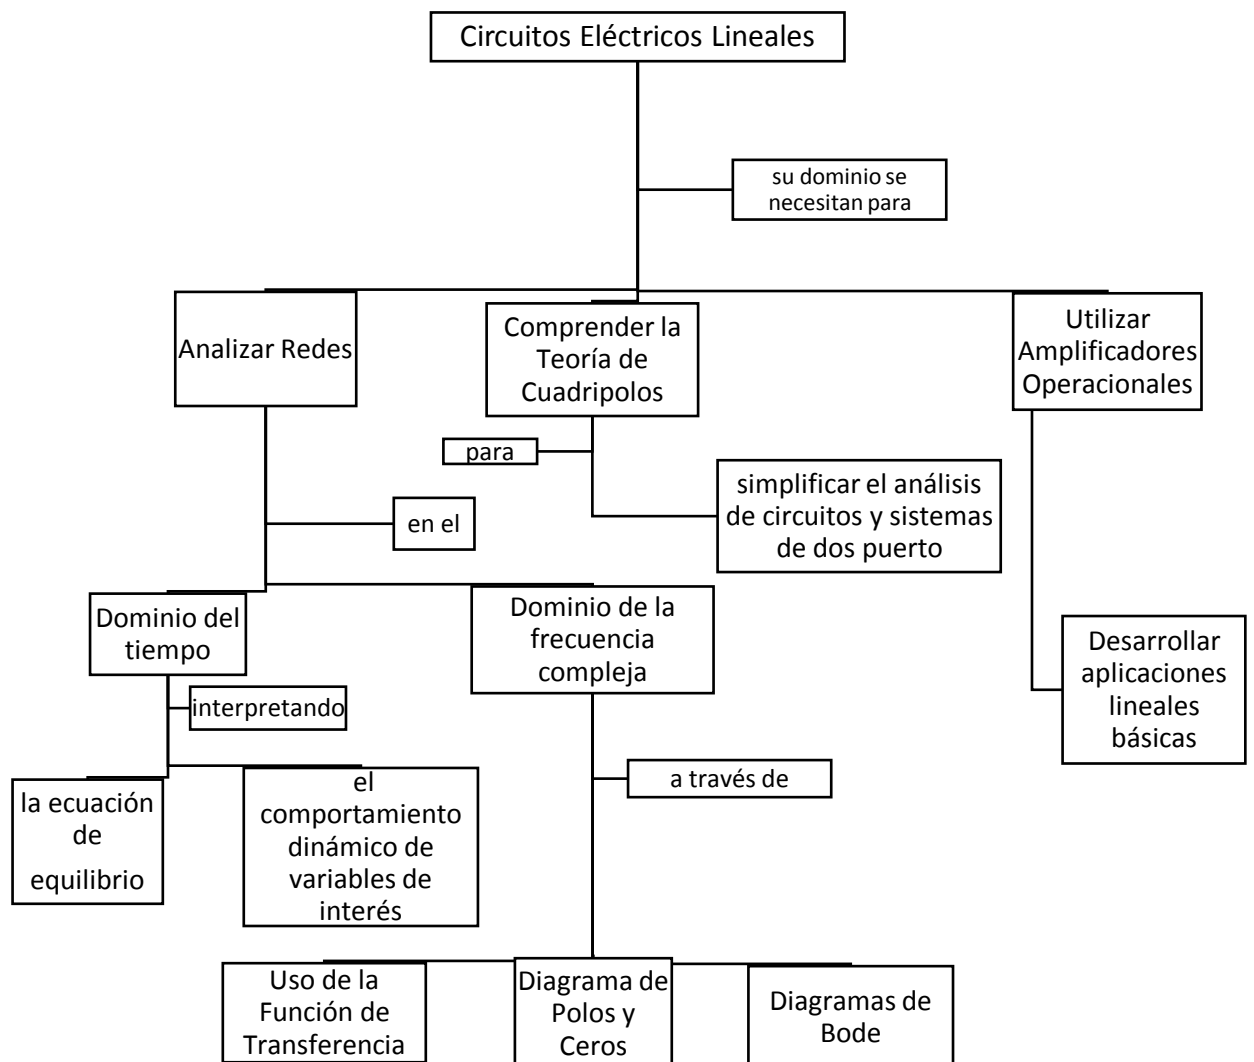 Circuitos Eléctricos Lineales
su dominio se
necesitan para
Analizar Redes
Comprender la
Teoría de
Cuadripolos
Utilizar
Amplificadores
Operacionales
para
simplificar el análisis
de circuitos y sistemas
de dos puerto
en el
Dominio del
tiempo
Dominio de la
frecuencia
compleja
Desarrollar
aplicaciones
lineales
básicas
interpretando
la ecuación
de
equilibrio
el
comportamiento
dinámico de
variables de
interés
a través de
Uso de la
Función de
Transferencia
Diagrama de
Polos y
Ceros
Diagramas de
Bode